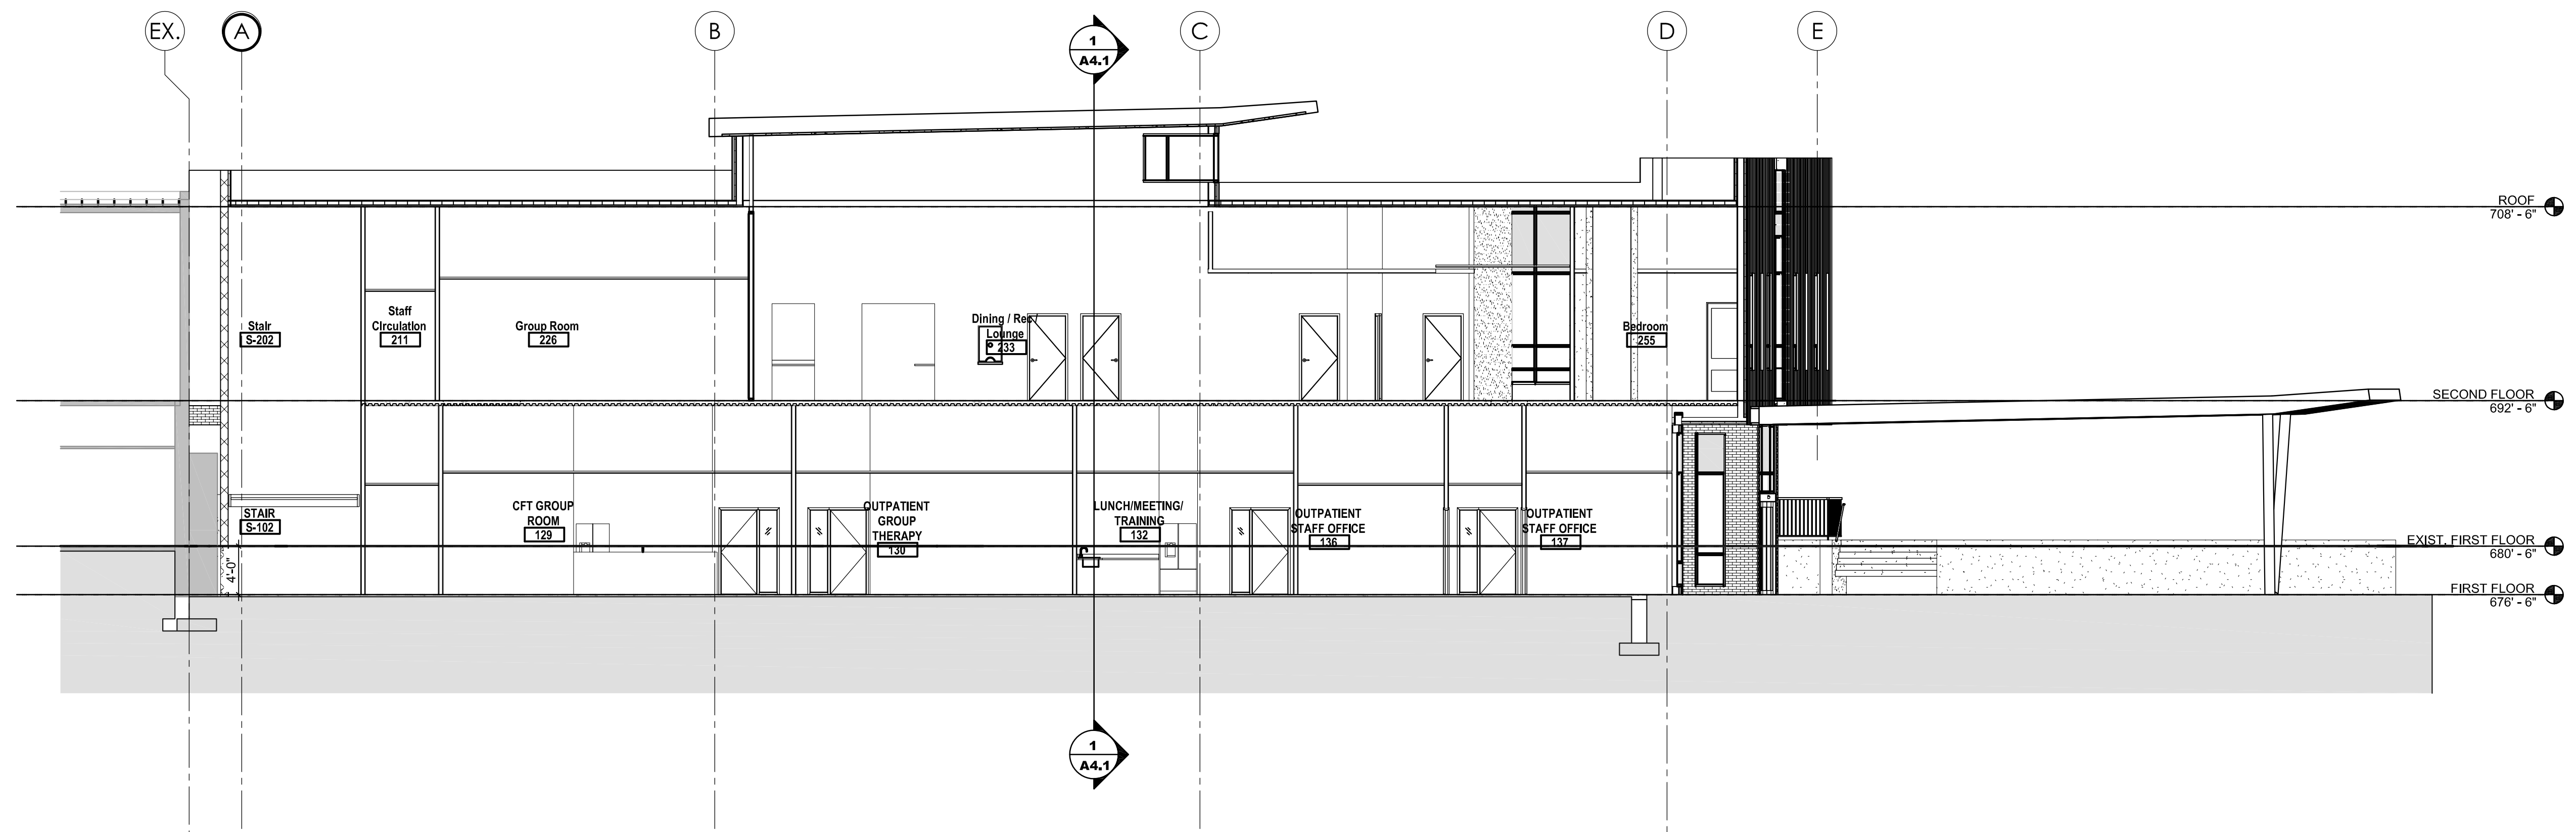 EX.
A
B
1
A4.1
C
D
E
ROOF
708' - 6"
Stair
S-202
Staff
Circulation
211
Group Room
226
Dining / Rec /
Lounge
233
Bedroom
255
SECOND FLOOR
692' - 6"
STAIR
S-102
CFT GROUP
ROOM
129
OUTPATIENT
GROUP
THERAPY
130
LUNCH/MEETING/
TRAINING
132
OUTPATIENT
STAFF OFFICE
136
OUTPATIENT
STAFF OFFICE
137
EXIST. FIRST FLOOR
680' - 6"
4'-0"
FIRST FLOOR
676' - 6"
1
A4.1